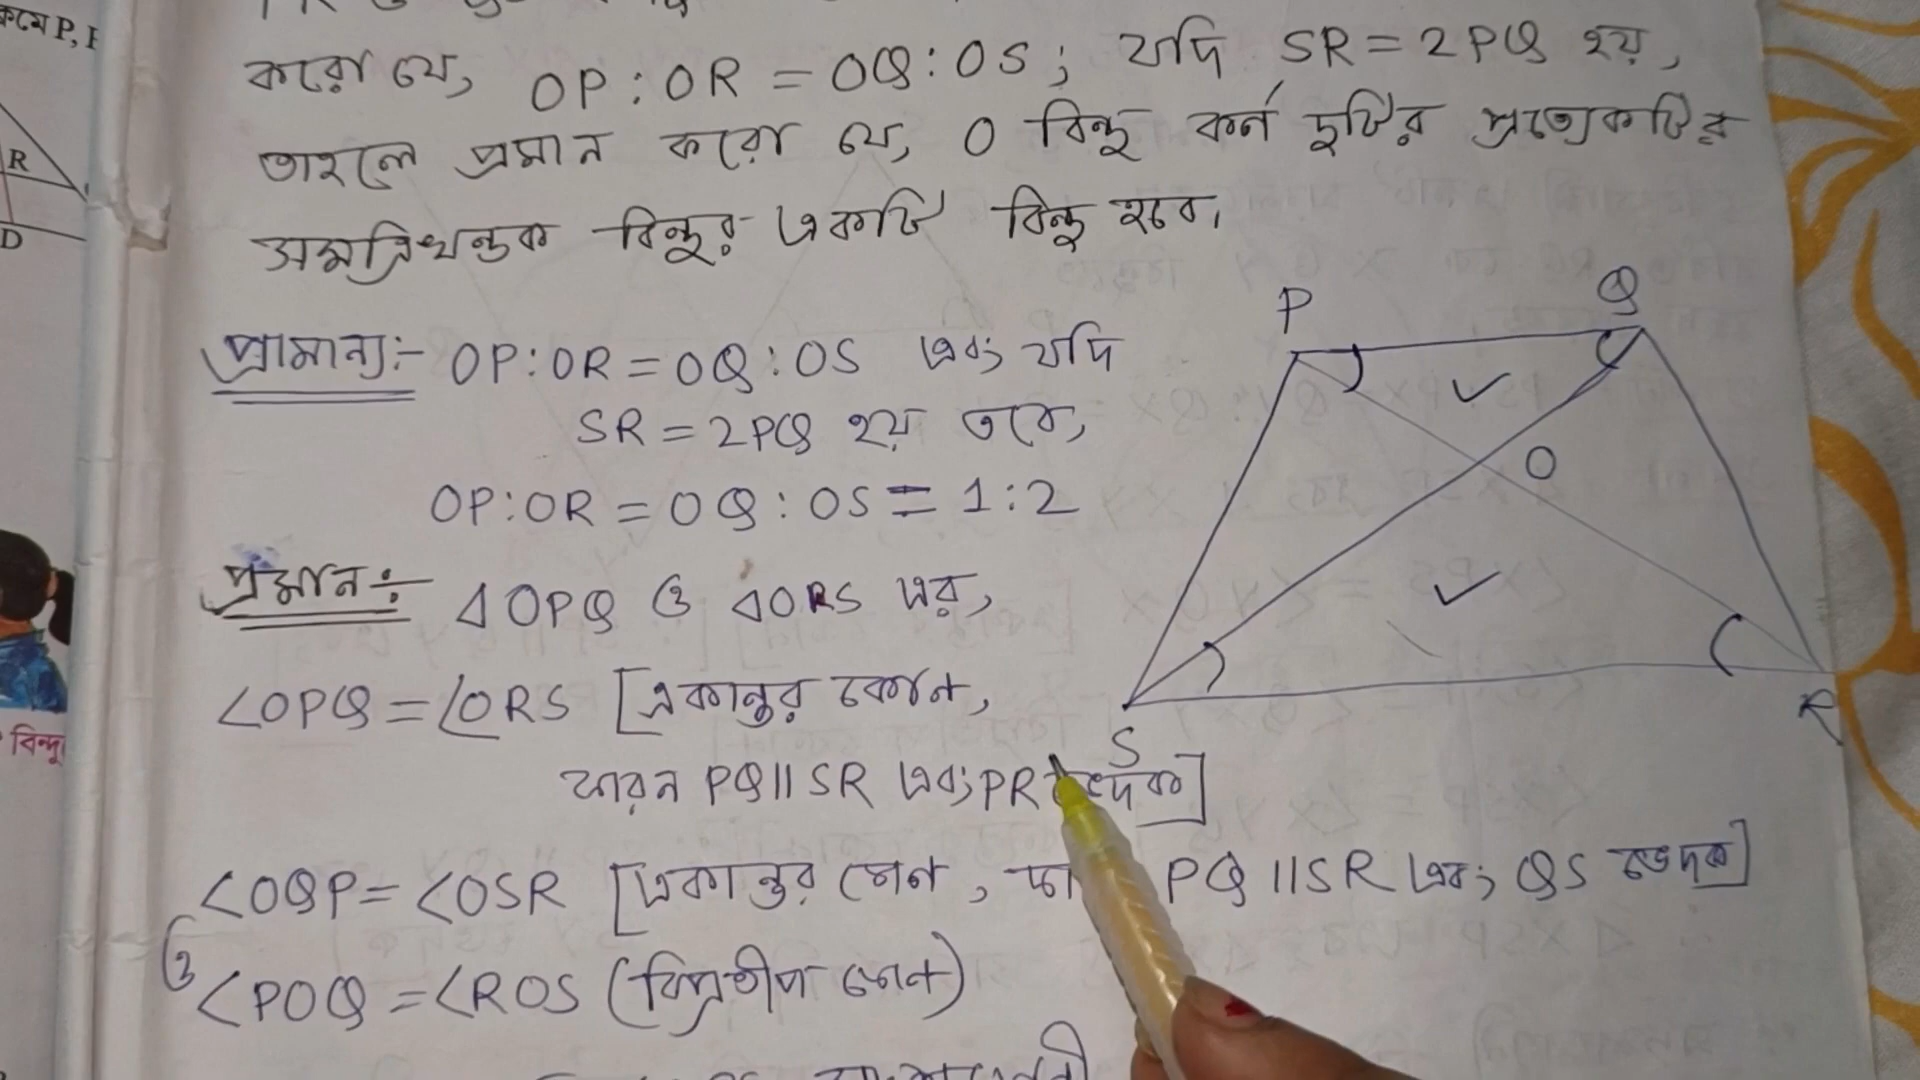 করো যে, OP : OR = OQ : OS ; যদি SR = 2PQ হয়,
তাহলে প্রমান করো যে, O বিন্দু কর্ন দুটির প্রত্যেকটির
সমত্রিখন্ডক বিন্দুর একটি বিন্দু হবে।
প্রামান্য:- OP:OR = OQ : OS এবং যদি
SR = 2PQ হয় তবে,
OP:OR = OQ : OS = 1:2
প্রমান:- ΔOPQ ও ΔORS এর,
∠OPQ = ∠ORS [একান্তর কোন,
কারন PQ || SR এবং PR ভেদক]
∠OQP = ∠OSR [একান্তর কোন, PQ || SR এবং QS ভেদক]
ও ∠POQ = ∠ROS (বিপ্রতীপ কোন)
P
Q
O
S
R
P,
R
D
বিন্দু